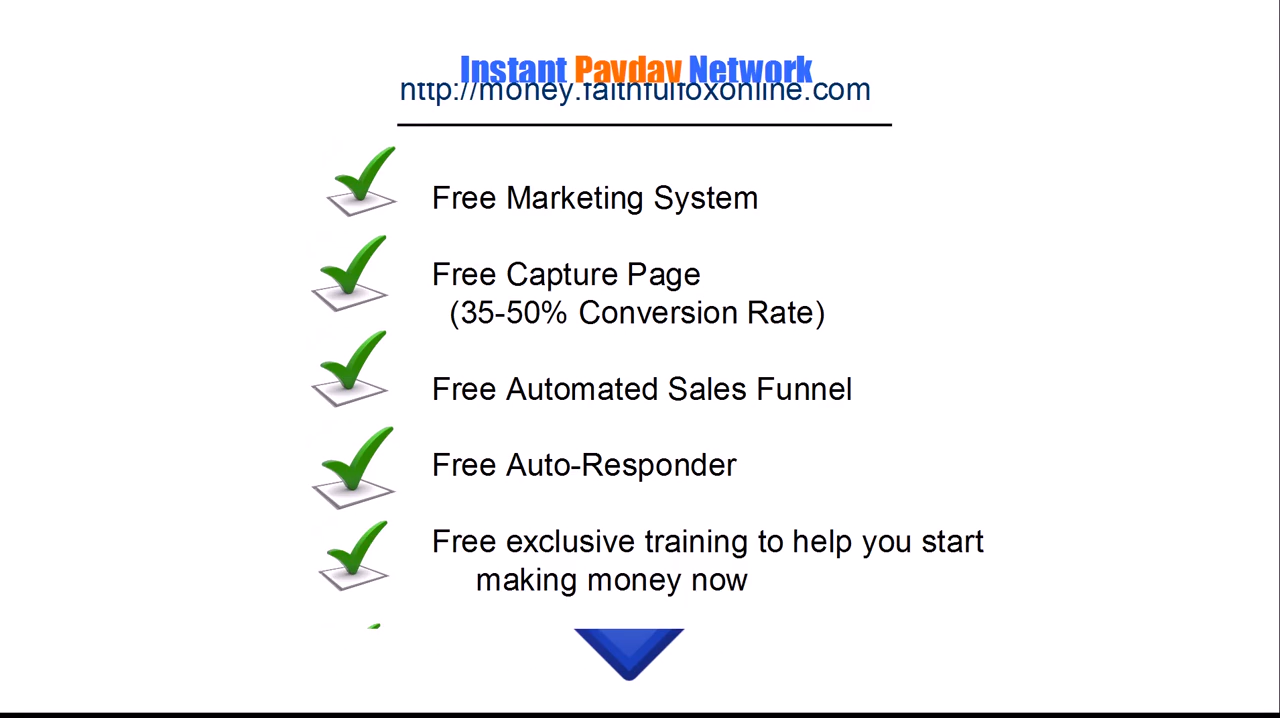 Instant Payday Network
http://money.faithfulfoxonline.com
Free Marketing System
Free Capture Page
(35-50% Conversion Rate)
Free Automated Sales Funnel
Free Auto-Responder
Free exclusive training to help you start
making money now